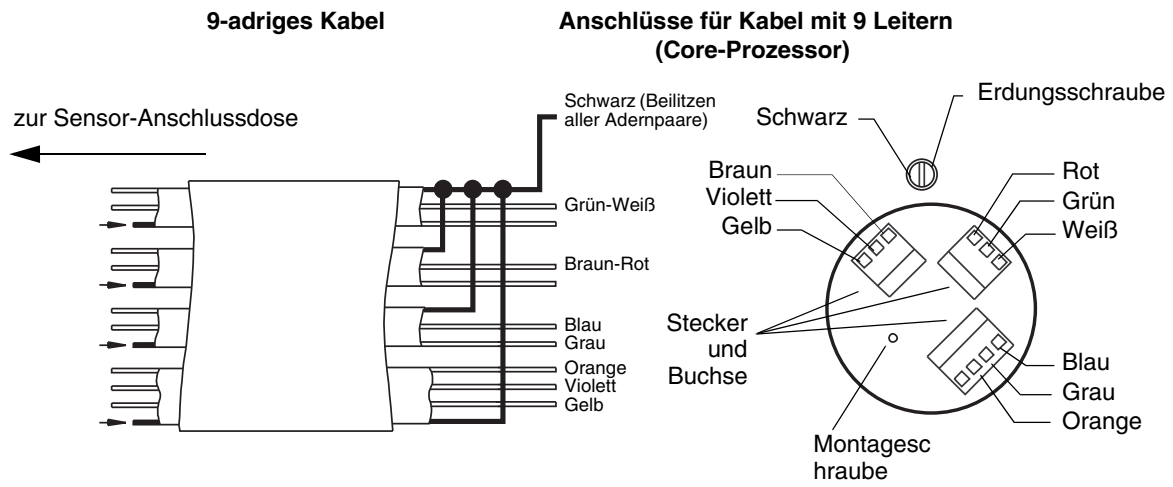 9-adriges Kabel
Anschlüsse für Kabel mit 9 Leitern
(Core-Prozessor)
zur Sensor-Anschlussdose
Schwarz (Beilitzen
aller Adernpaare)
Grün-Weiß
Braun-Rot
Blau
Grau
Orange
Violett
Gelb
Schwarz
Erdungsschraube
Braun
Violett
Gelb
Rot
Grün
Weiß
Stecker
und
Buchse
Blau
Grau
Orange
Montagesc
hraube